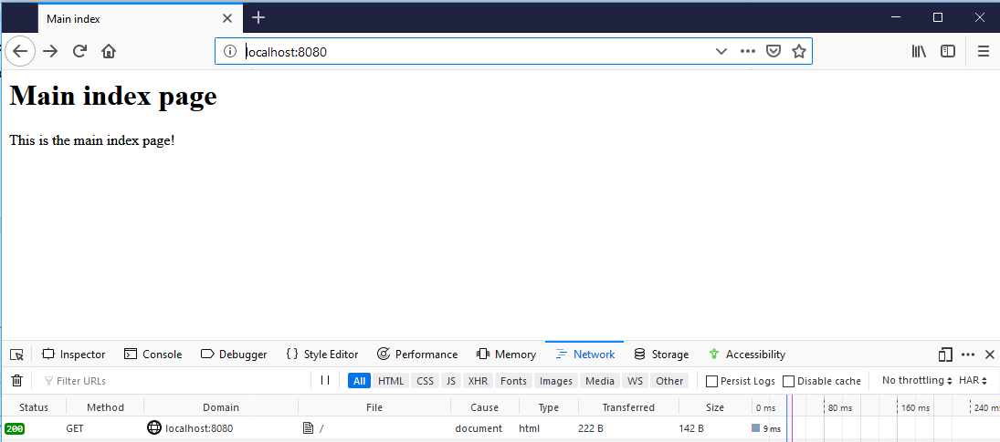 Main index
localhost:8080
Main index page
This is the main index page!
Inspector Console Debugger { } Style Editor Performance Memory Network Storage Accessibility
Filter URLs All HTML CSS JS XHR Fonts Images Media WS Other Persist Logs Disable cache No throttling HAR
Status Method Domain File Cause Type Transferred Size 0 ms 80 ms 160 ms 240 ms
200 GET localhost:8080 / document html 222 B 142 B 9 ms